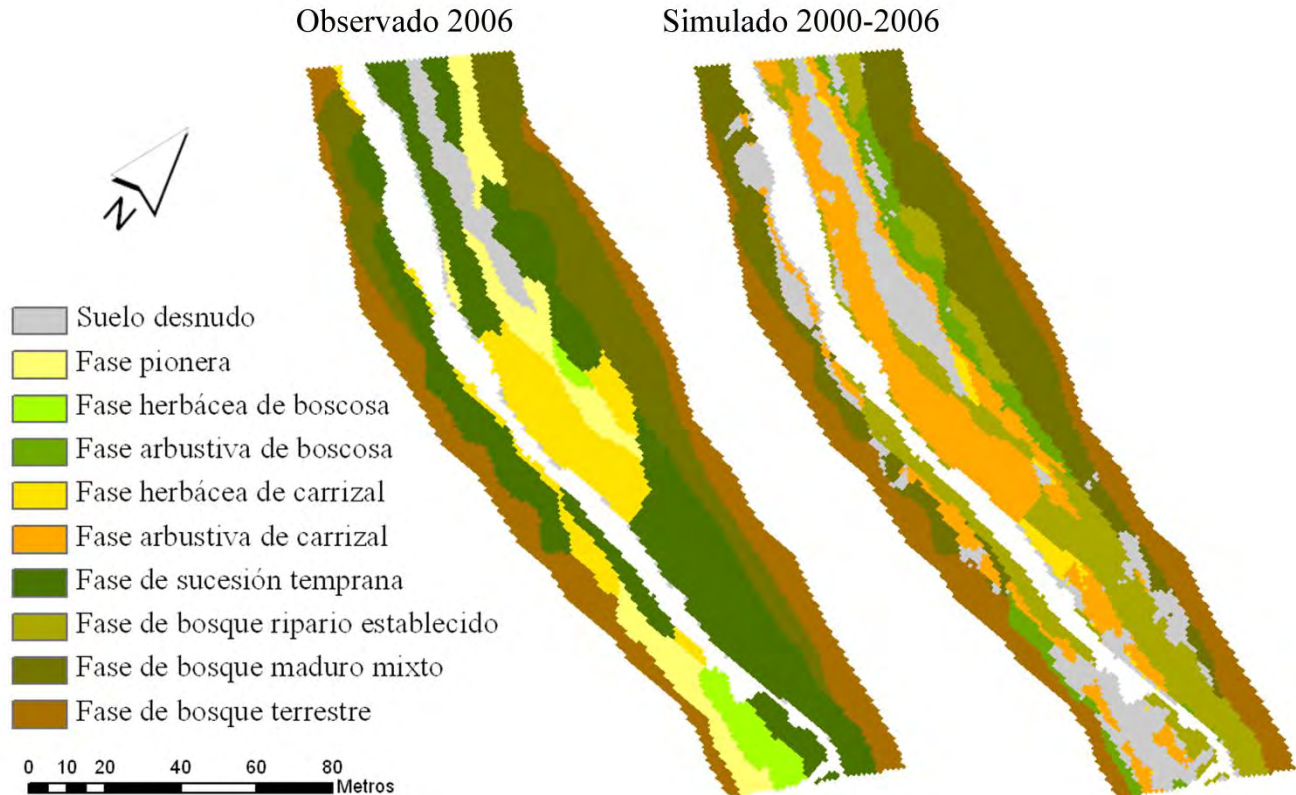 Observado 2006
Simulado 2000-2006
N
Suelo desnudo
Fase pionera
Fase herbácea de boscosa
Fase arbustiva de boscosa
Fase herbácea de carrizal
Fase arbustiva de carrizal
Fase de sucesión temprana
Fase de bosque ripario establecido
Fase de bosque maduro mixto
Fase de bosque terrestre
0 10 20 40 60 80
Metros